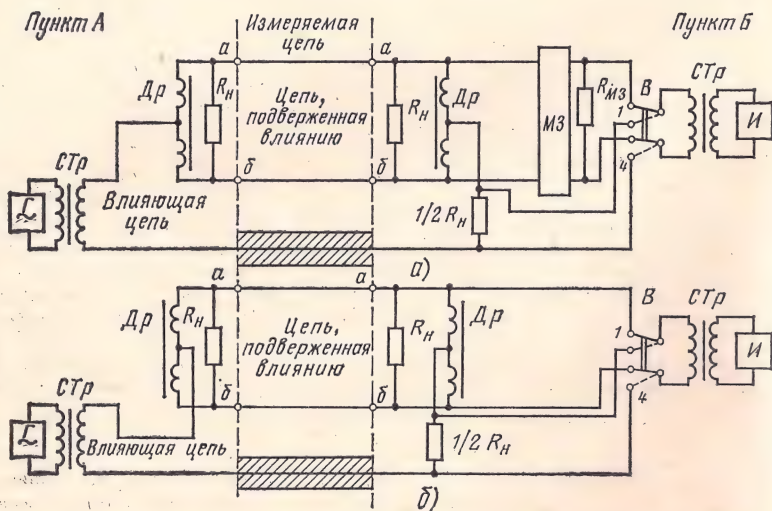 Пункт А
Измеряемая цепь
Пункт Б
а
а
Др
Rн
Цепь, подверженная влиянию
Rн
Др
МЗ
RМЗ
В
СТр
1
И
4
б
б
СТр
Влияющая цепь
1/2 Rн
а)
а
а
Др
Rн
Цепь, подверженная влиянию
Rн
Др
В
СТр
1
И
4
б
б
СТр
Влияющая цепь
1/2 Rн
б)